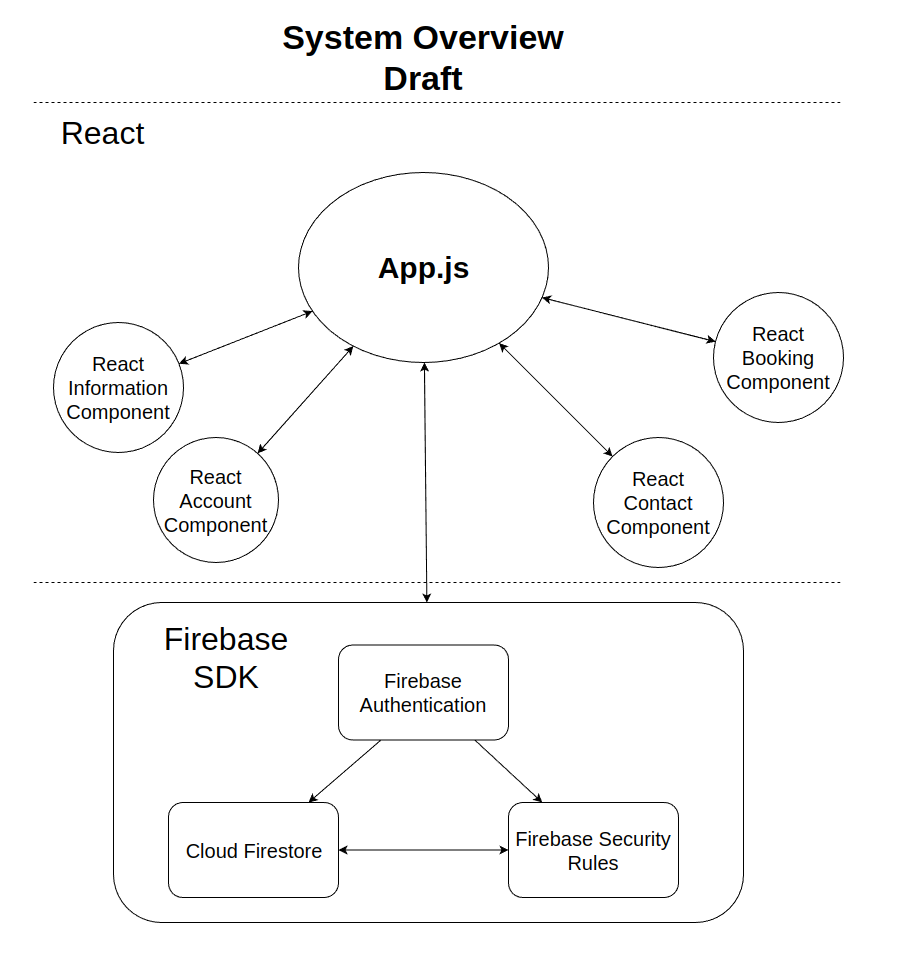 System Overview
Draft
React
App.js
React
Information
Component
React
Account
Component
React
Contact
Component
React
Booking
Component
Firebase
SDK
Firebase
Authentication
Cloud Firestore
Firebase Security
Rules